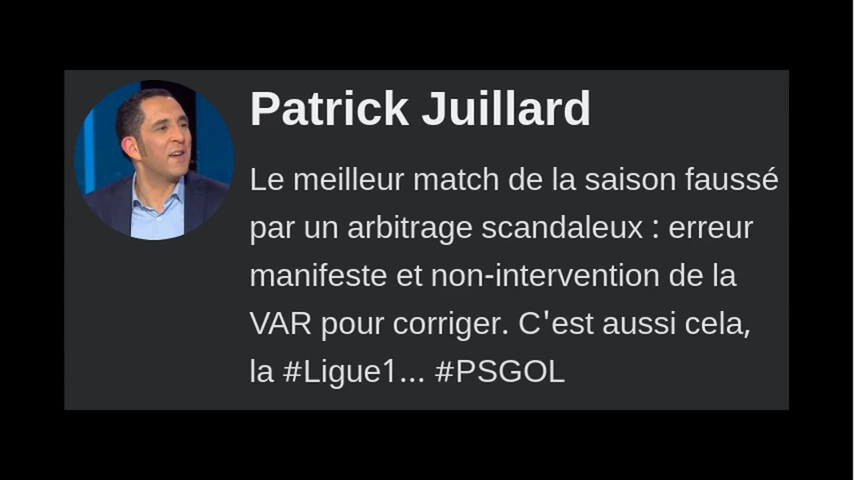 Patrick Juillard
Le meilleur match de la saison faussé
par un arbitrage scandaleux : erreur
manifeste et non-intervention de la
VAR pour corriger. C'est aussi cela,
la #Ligue1... #PSGOL